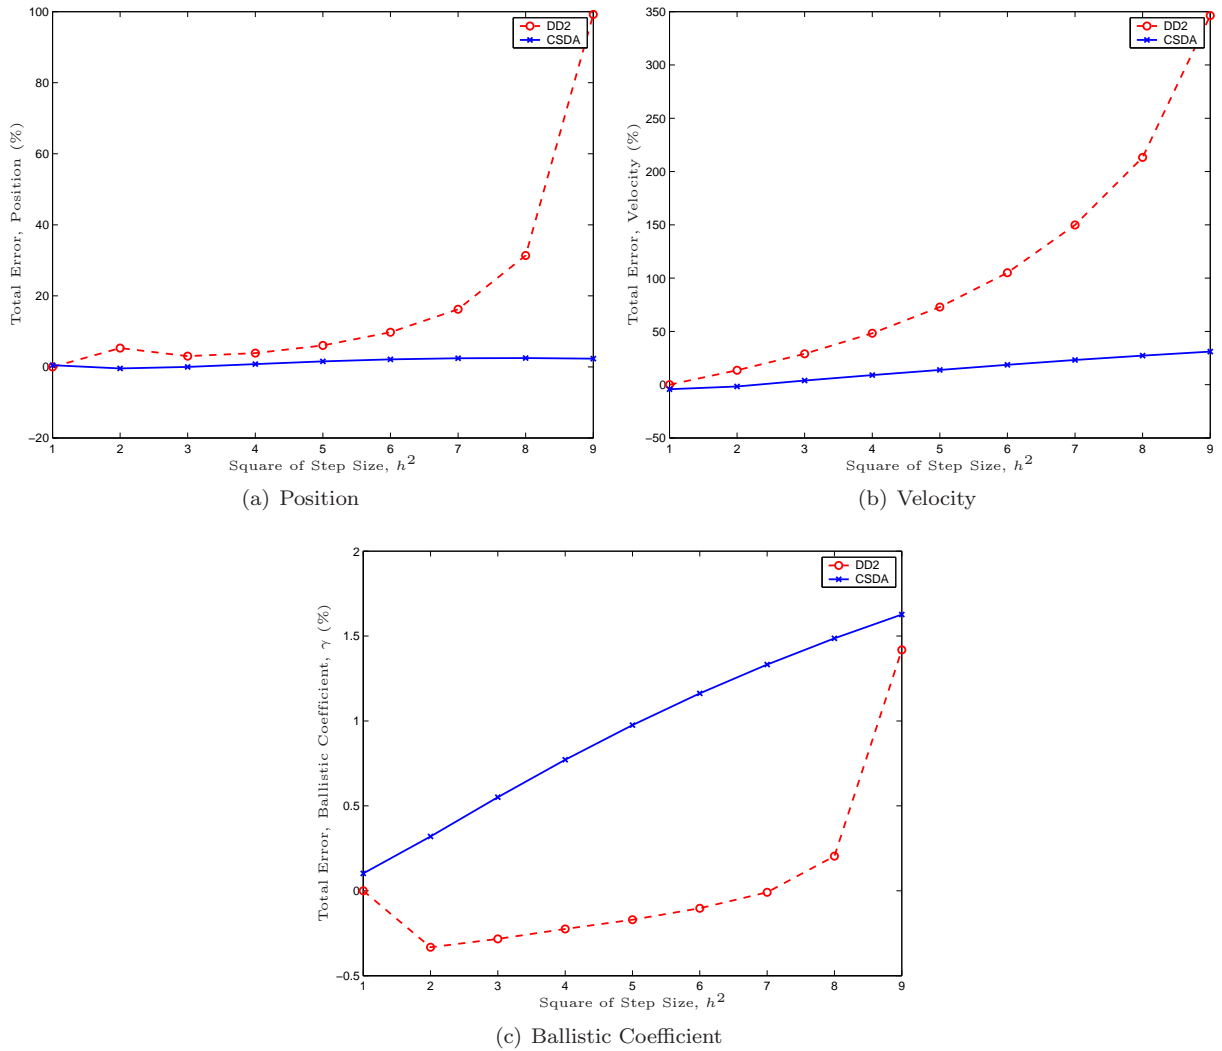 100
80
60
40
20
0
−20
Total Error, Position (%)
DD2
CSDA
1 2 3 4 5 6 7 8 9
Square of Step Size, h²
(a) Position
350
300
250
200
150
100
50
0
−50
Total Error, Velocity (%)
DD2
CSDA
1 2 3 4 5 6 7 8 9
Square of Step Size, h²
(b) Velocity
2
1.5
1
0.5
0
−0.5
Total Error, Ballistic Coefficient, γ (%)
DD2
CSDA
1 2 3 4 5 6 7 8 9
Square of Step Size, h²
(c) Ballistic Coefficient